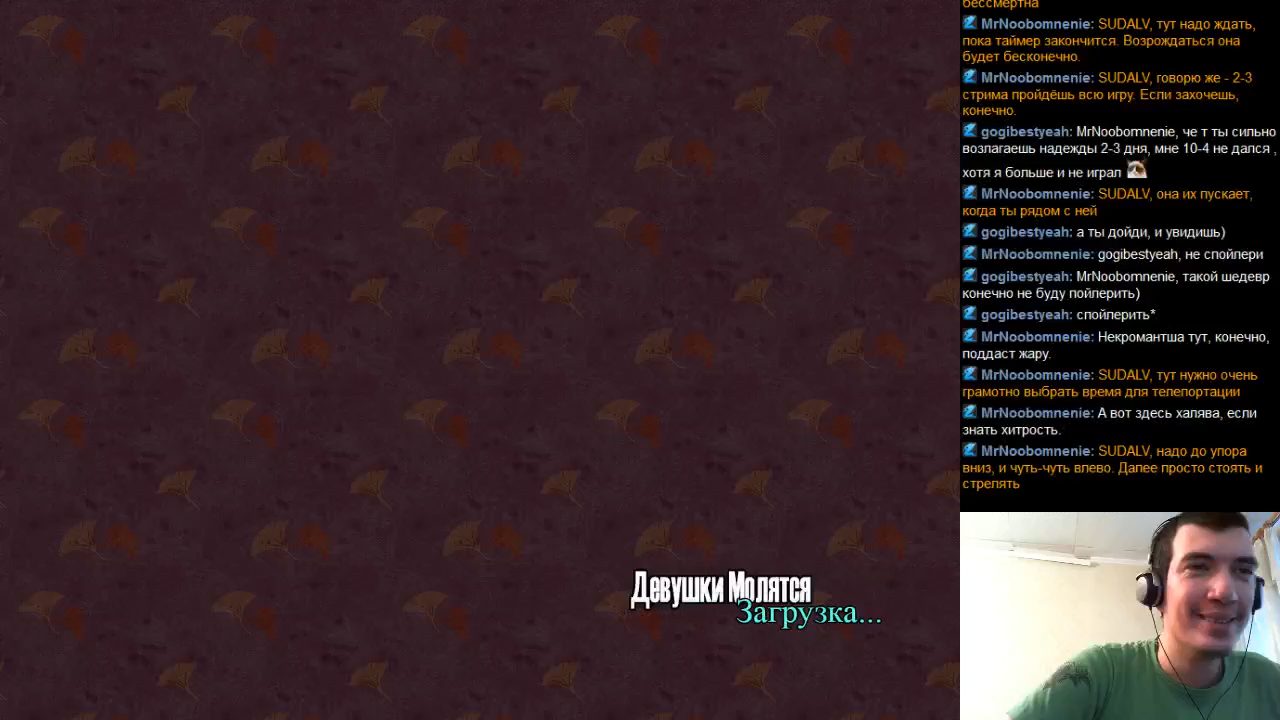 бессмертна
MrNoobomnenie: SUDALV, тут надо ждать,
пока таймер закончится. Возрождаться она
будет бесконечно.
MrNoobomnenie: SUDALV, говорю же - 2-3
стрима пройдёшь всю игру. Если захочешь,
конечно.
gogibestyeah: MrNoobomnenie, че т ты сильно
возлагаешь надежды 2-3 дня, мне 10-4 не дался ,
хотя я больше и не играл
MrNoobomnenie: SUDALV, она их пускает,
когда ты рядом с ней
gogibestyeah: а ты дойди, и увидишь)
MrNoobomnenie: gogibestyeah, не спойлери
gogibestyeah: MrNoobomnenie, такой шедевр
конечно не буду пойлерить)
gogibestyeah: спойлерить*
MrNoobomnenie: Некромантша тут, конечно,
поддаст жару.
MrNoobomnenie: SUDALV, тут нужно очень
грамотно выбрать время для телепортации
MrNoobomnenie: А вот здесь халява, если
знать хитрость.
MrNoobomnenie: SUDALV, надо до упора
вниз, и чуть-чуть влево. Далее просто стоять и
стрелять
Девушки Молятся
Загрузка...